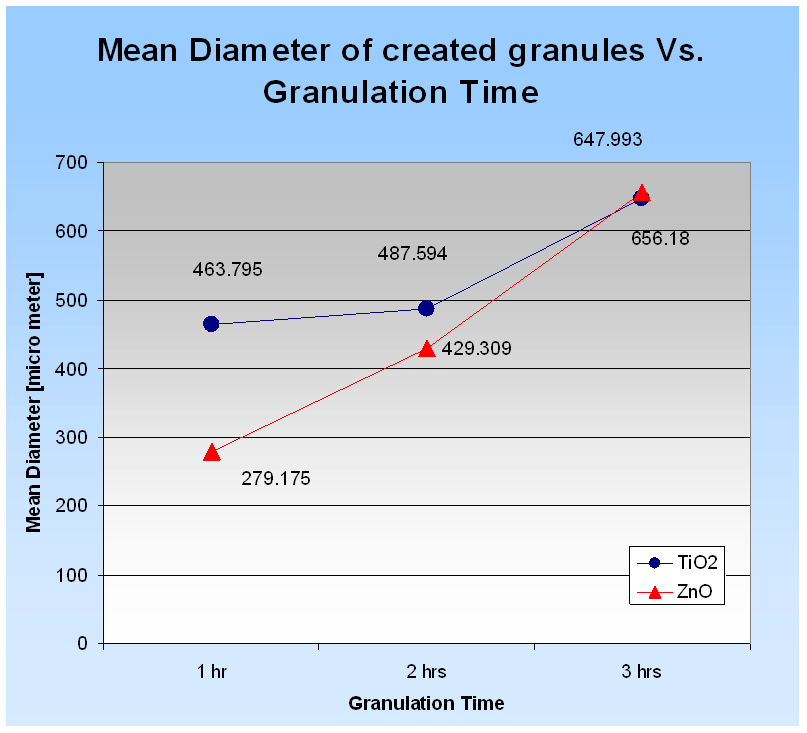 Mean Diameter of created granules Vs.
Granulation Time
647.993
700
600
656.18
487.594
463.795
500
429.309
400
300
279.175
200
100
0
Mean Diameter [micro meter]
TiO2
ZnO
1 hr
2 hrs
3 hrs
Granulation Time